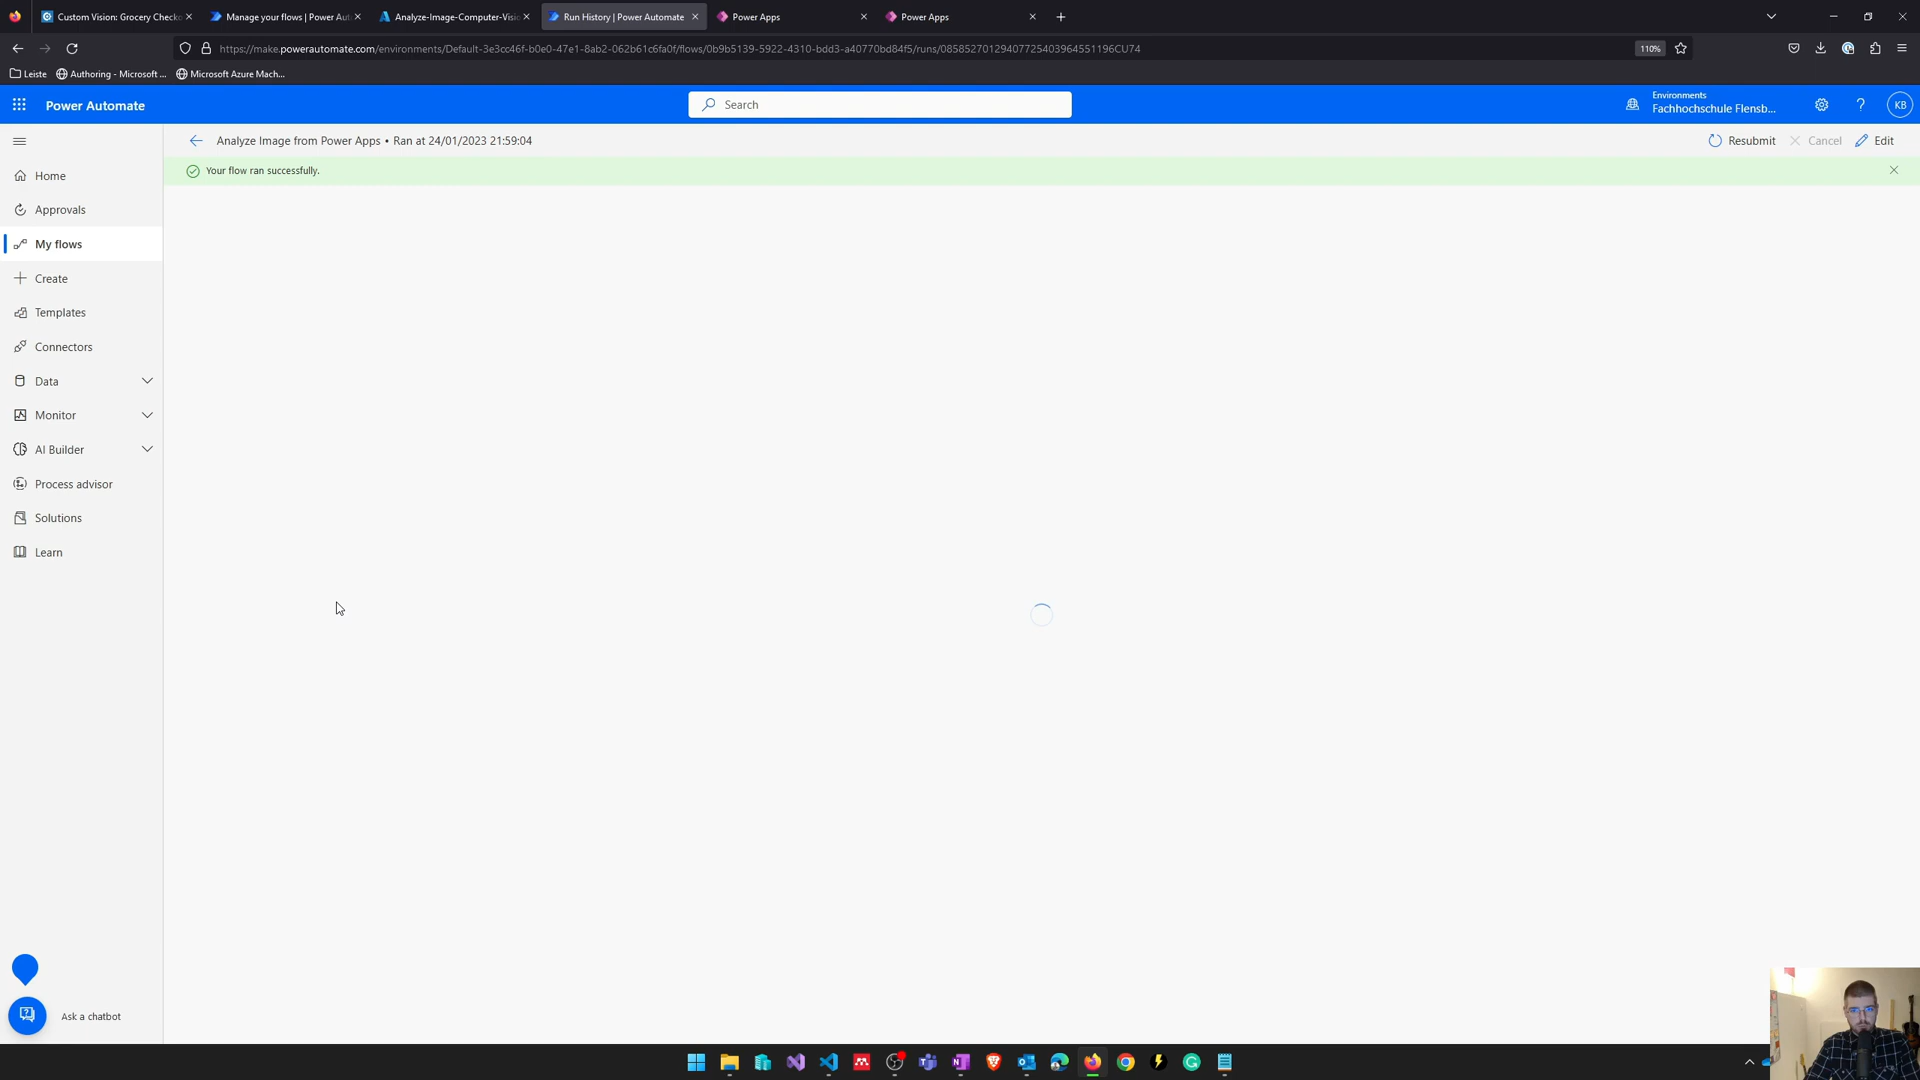 Custom Vision: Grocery Checko
Manage your flows | Power Aut
Analyze-Image-Computer-Visio
Run History | Power Automate
Power Apps
Power Apps
https://make.powerautomate.com/environments/Default-3e3cc46f-b0e0-47e1-8ab2-062b61c6fa0f/flows/0b9b5139-5922-4310-bdd3-a40770bd84f5/runs/08585270129407725403964551196CU74
110%
Leiste
Authoring - Microsoft ...
Microsoft Azure Mach...
Power Automate
Search
Environments
Fachhochschule Flensb...
?
KB
Analyze Image from Power Apps • Ran at 24/01/2023 21:59:04
Resubmit
Cancel
Edit
Your flow ran successfully.
Home
Approvals
My flows
Create
Templates
Connectors
Data
Monitor
AI Builder
Process advisor
Solutions
Learn
Ask a chatbot